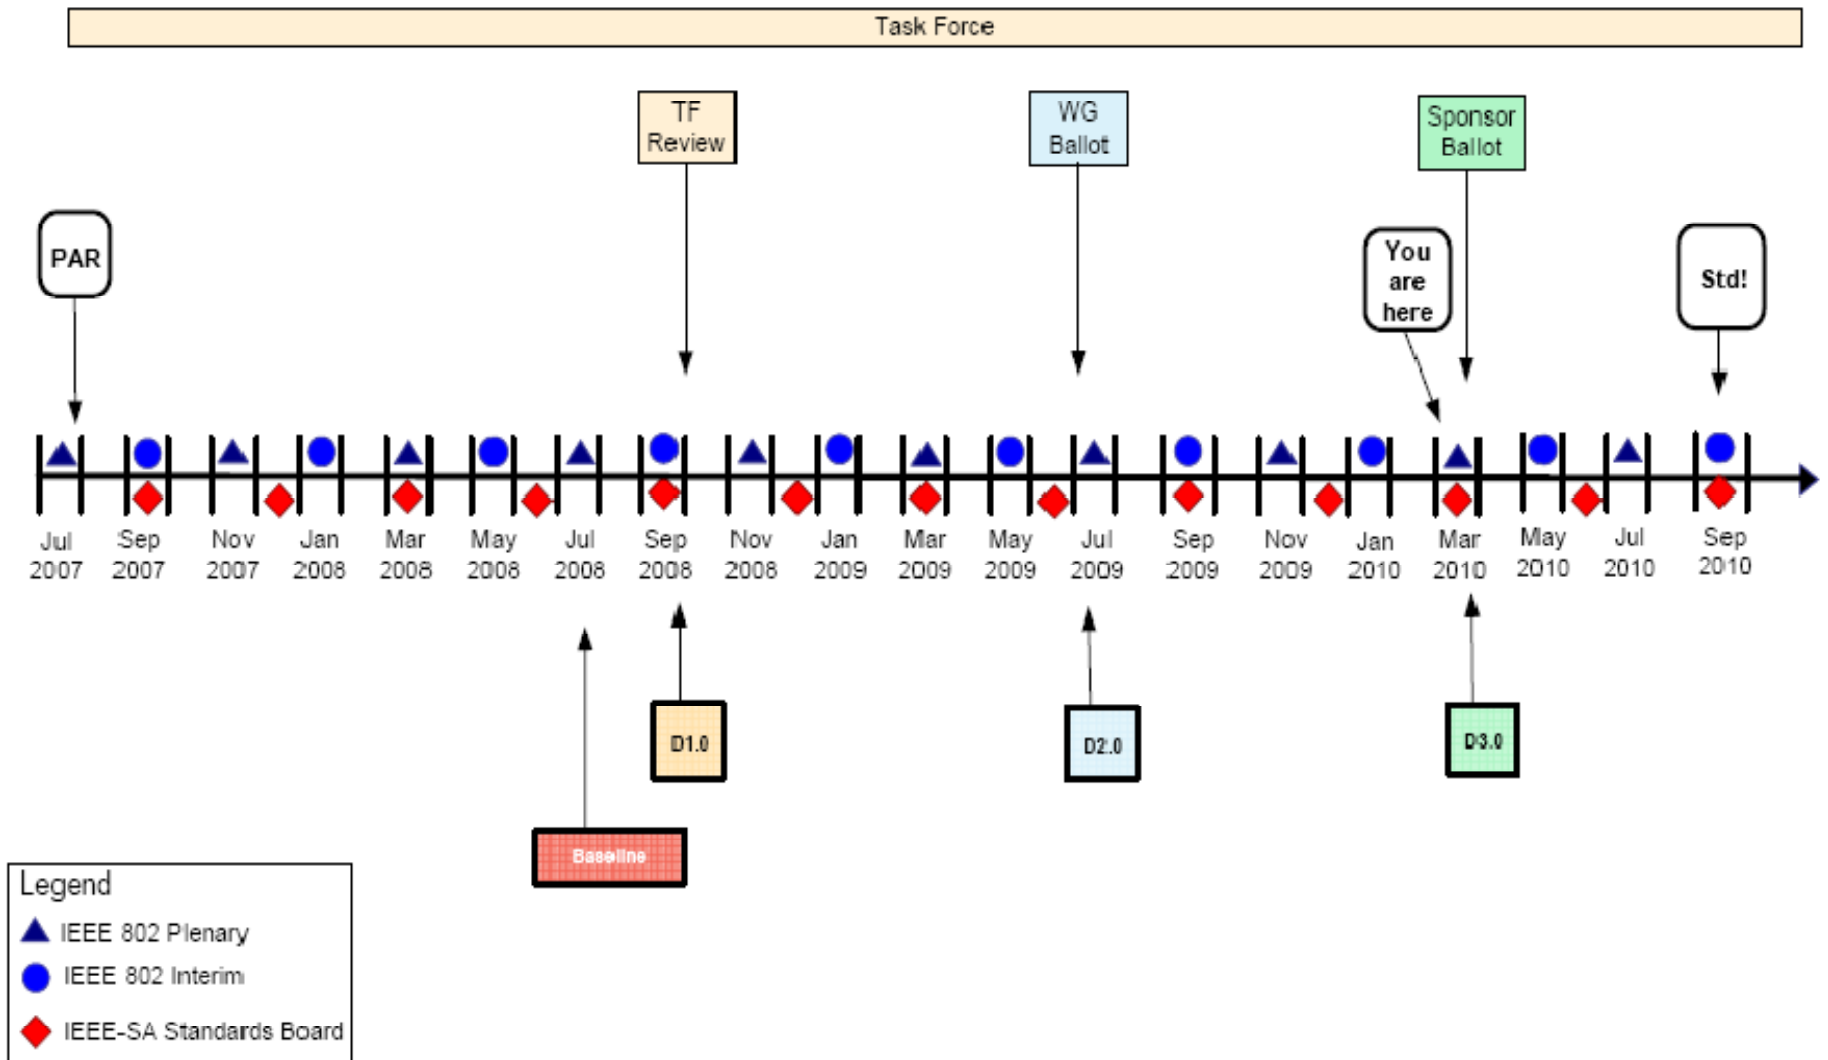 Task Force
TF
Review
WG
Ballot
Sponsor
Ballot
PAR
You
are
here
Std!
Jul
2007
Sep
2007
Nov
2007
Jan
2008
Mar
2008
May
2008
Jul
2008
Sep
2008
Nov
2008
Jan
2009
Mar
2009
May
2009
Jul
2009
Sep
2009
Nov
2009
Jan
2010
Mar
2010
May
2010
Jul
2010
Sep
2010
D1.0
D2.0
D3.0
Baseline
Legend
IEEE 802 Plenary
IEEE 802 Interim
IEEE-SA Standards Board